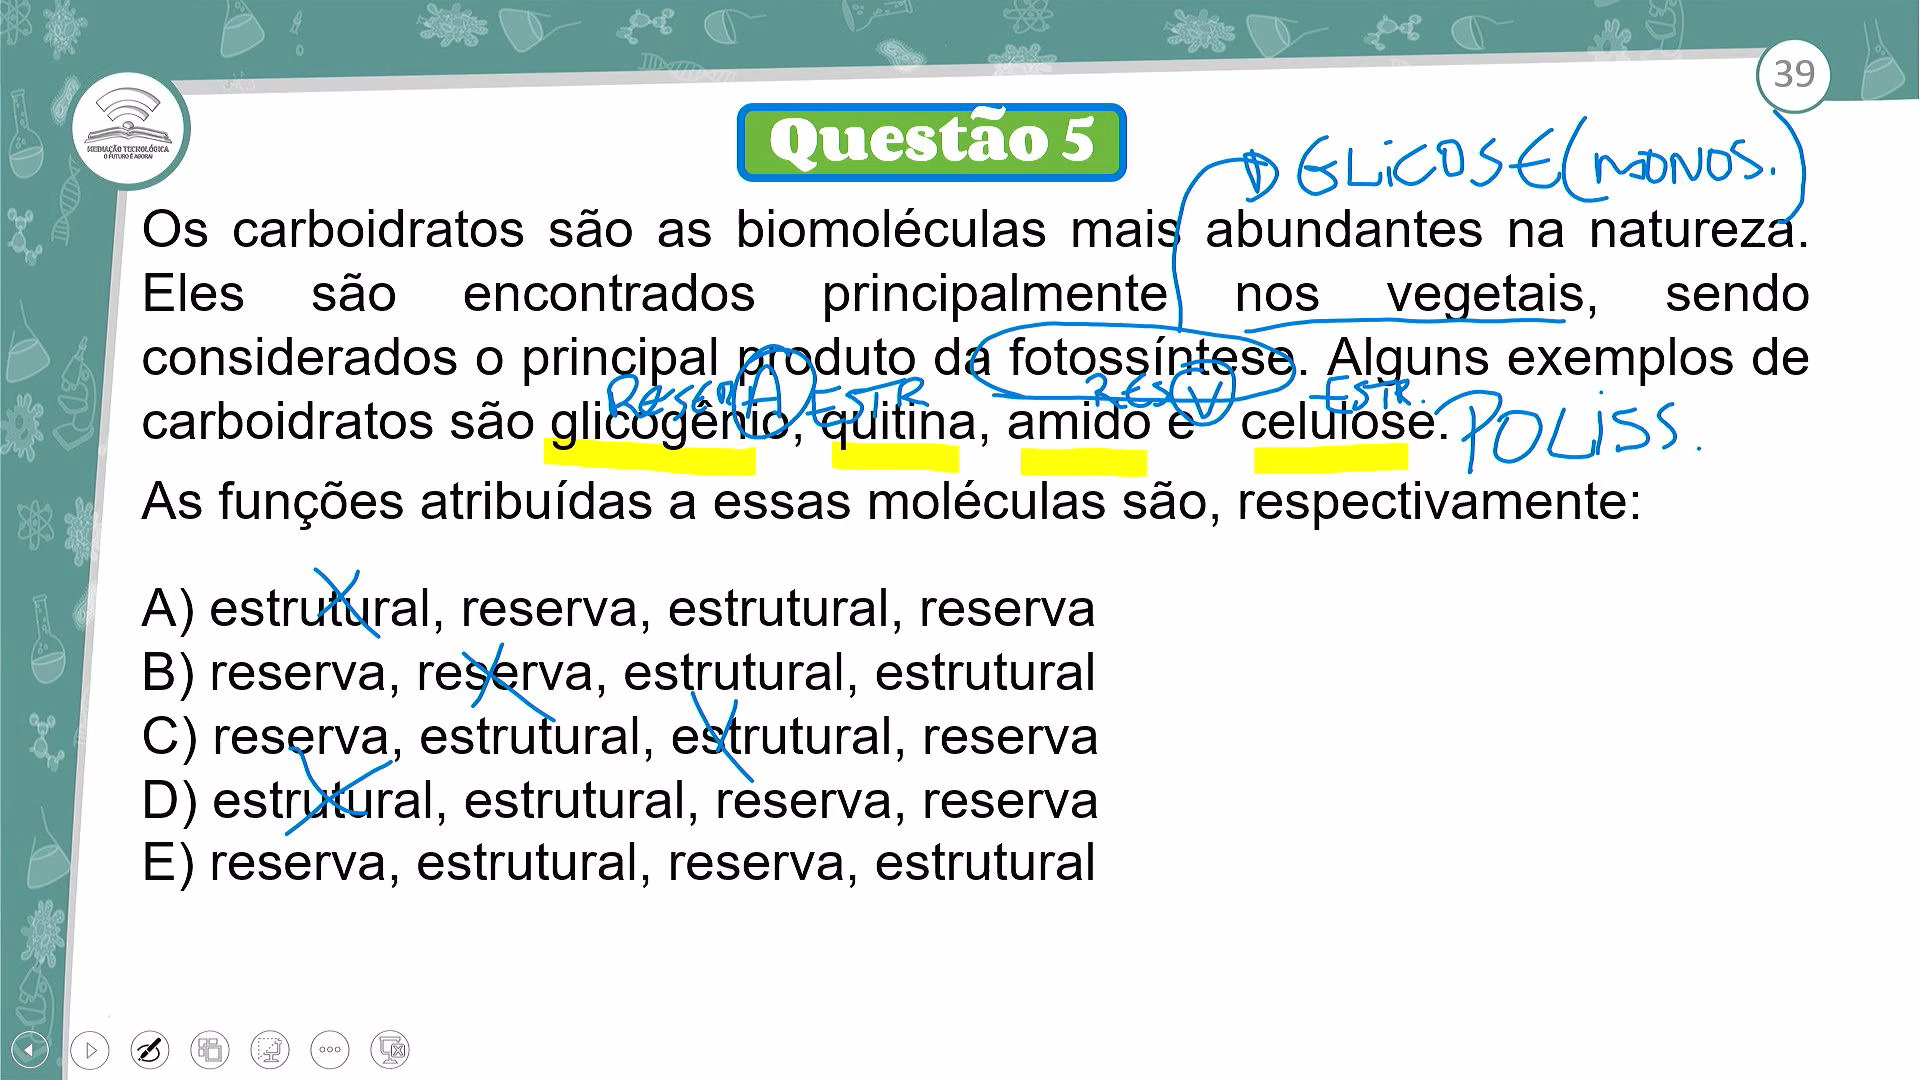 39
MEDIAÇÃO TECNOLÓGICA
O FUTURO É AGORA!
Questão 5
GLICOSE (MONOS.)
Os carboidratos são as biomoléculas mais abundantes na natureza.
Eles são encontrados principalmente nos vegetais, sendo
considerados o principal produto da fotossíntese. Alguns exemplos de
RESER A ESTR RES V ESTR.
carboidratos são glicogênio, quitina, amido e celulose. POLISS.
As funções atribuídas a essas moléculas são, respectivamente:
A) estrutural, reserva, estrutural, reserva
B) reserva, reserva, estrutural, estrutural
C) reserva, estrutural, estrutural, reserva
D) estrutural, estrutural, reserva, reserva
E) reserva, estrutural, reserva, estrutural